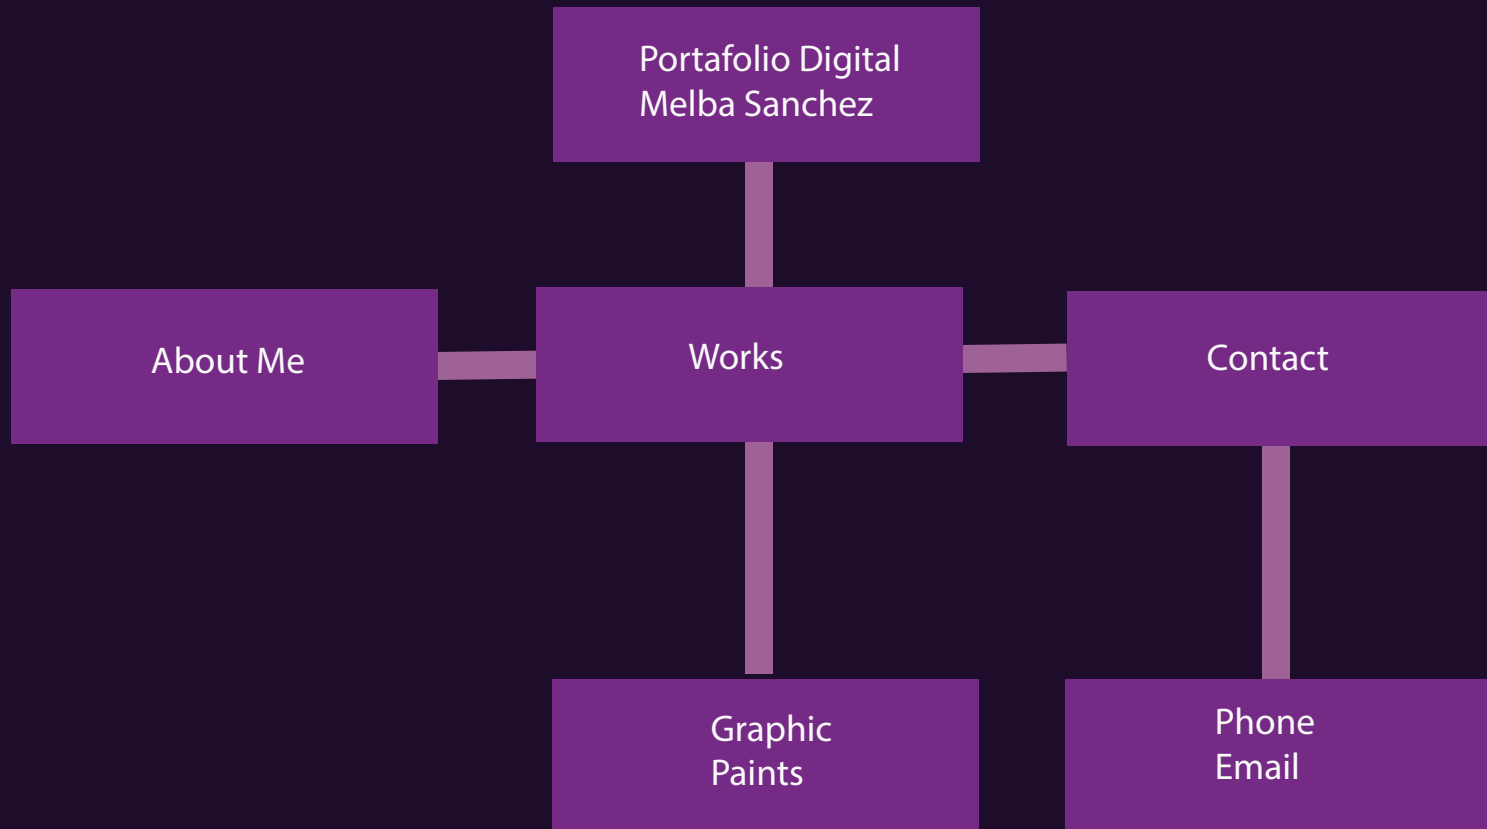 Portafolio Digital
Melba Sanchez
About Me
Works
Contact
Graphic
Paints
Phone
Email